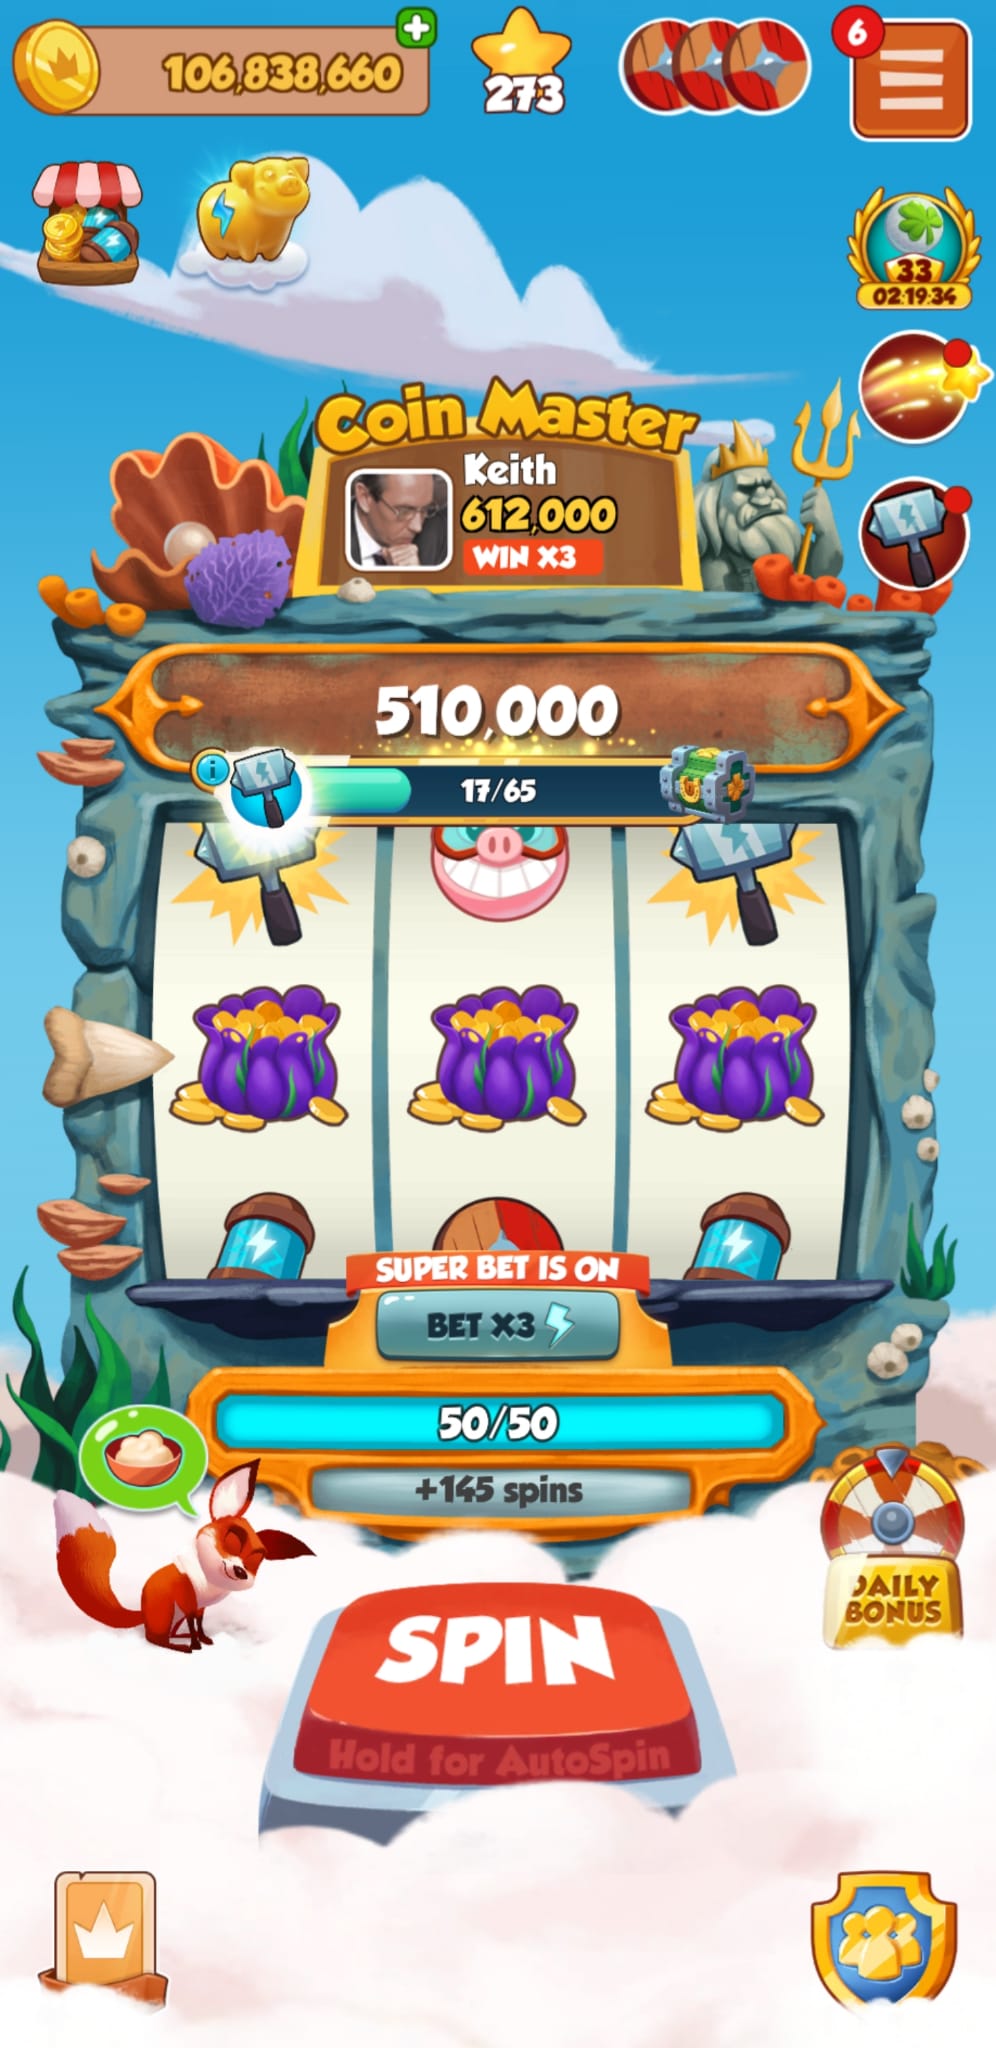 106,838,660
273
6
33
02:19:34
Coin Master
Keith
612,000
WIN X3
510,000
i
17/65
SUPER BET IS ON
BET X3
50/50
+145 spins
DAILY
BONUS
SPIN
Hold for AutoSpin